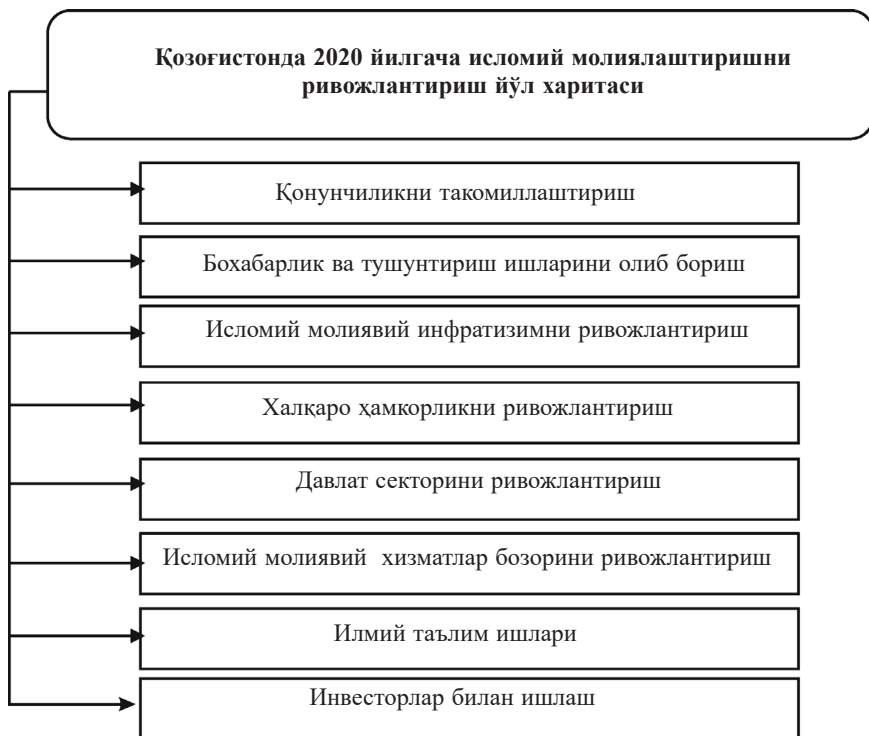 Қозоғистонда 2020 йилгача исломий молиялаштиришни
ривожлантириш йўл харитаси
Қонунчиликни такомиллаштириш
Бохабарлик ва тушунтириш ишларини олиб бориш
Исломий молиявий инфратизимни ривожлантириш
Халқаро ҳамкорликни ривожлантириш
Давлат секторини ривожлантириш
Исломий молиявий хизматлар бозорини ривожлантириш
Илмий таълим ишлари
Инвесторлар билан ишлаш